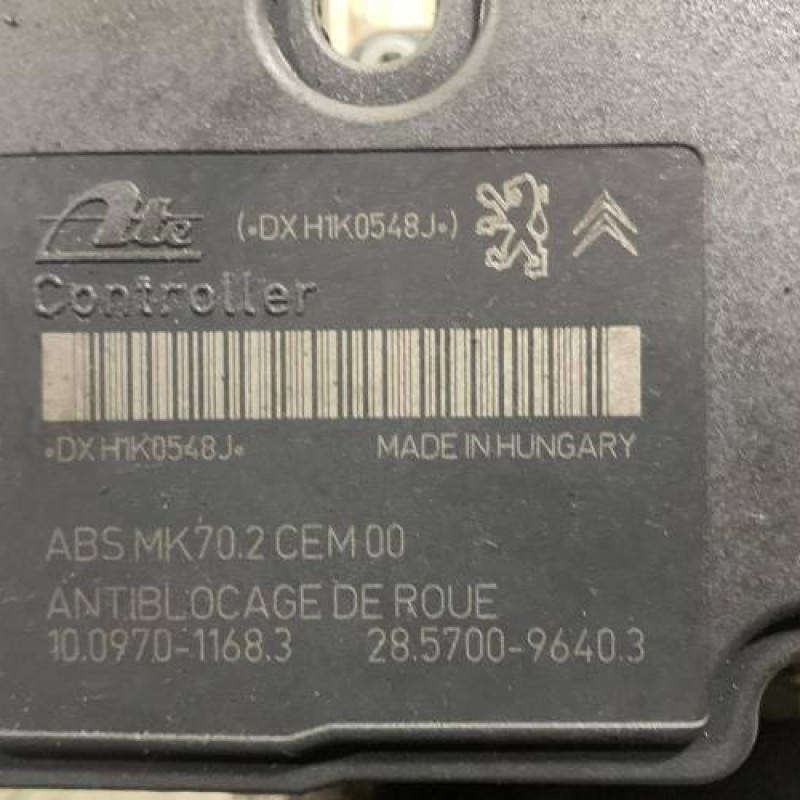 Ate (•DX H1K0548J•)
Controller
•DX H1K0548J•
MADE IN HUNGARY
ABS MK70.2 CEM 00
ANTIBLOCAGE DE ROUE
10.0970-1168.3 28.5700-9640.3